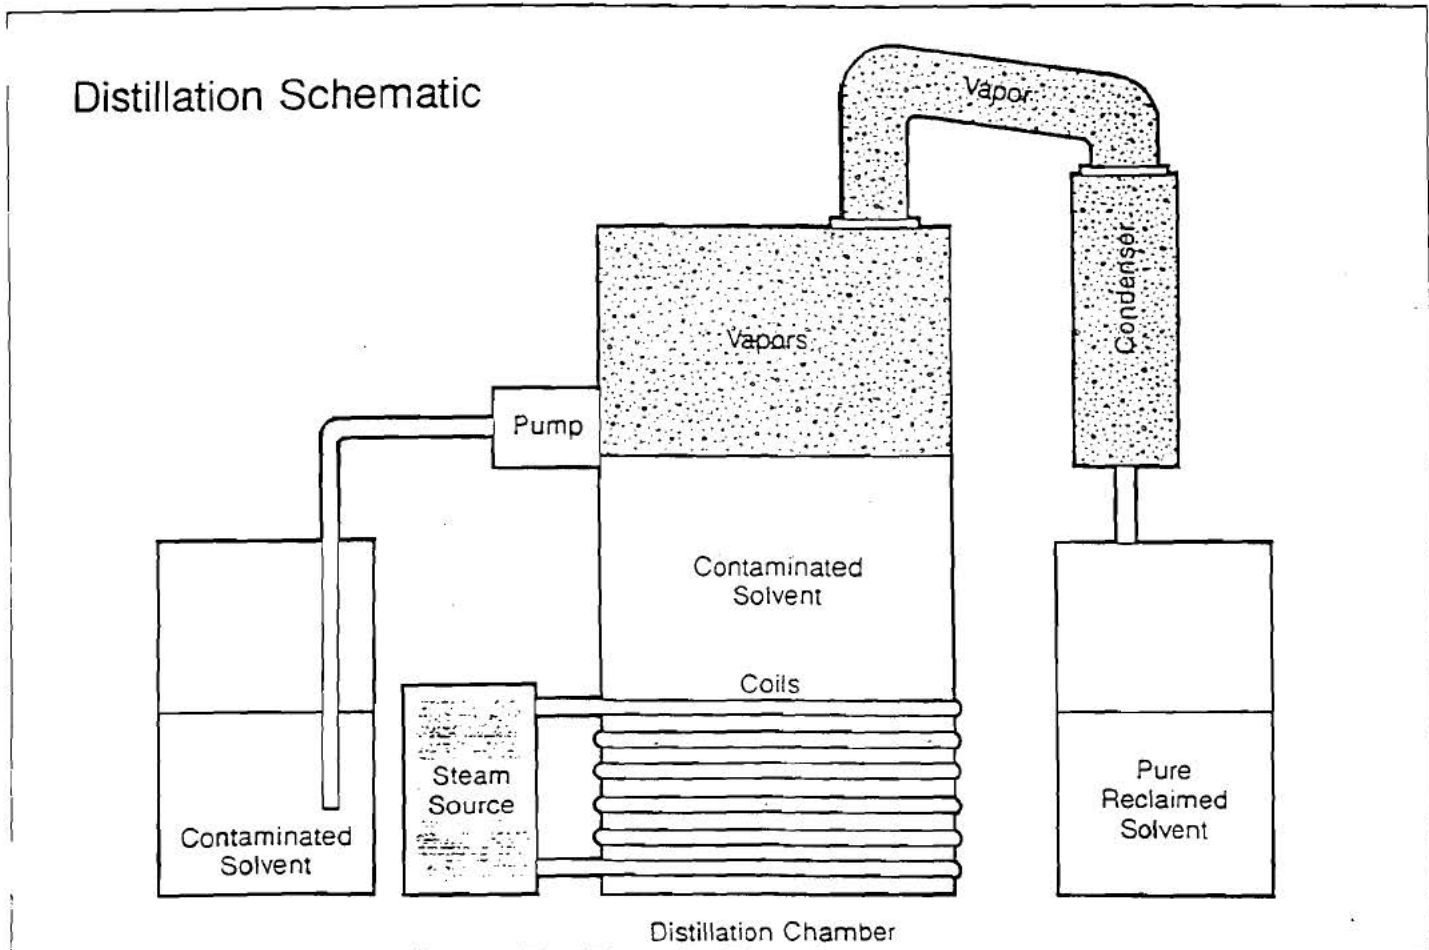 Distillation Schematic
Vapor
Condenser
Vapors
Pump
Contaminated
Solvent
Coils
Steam
Source
Contaminated
Solvent
Pure
Reclaimed
Solvent
Distillation Chamber